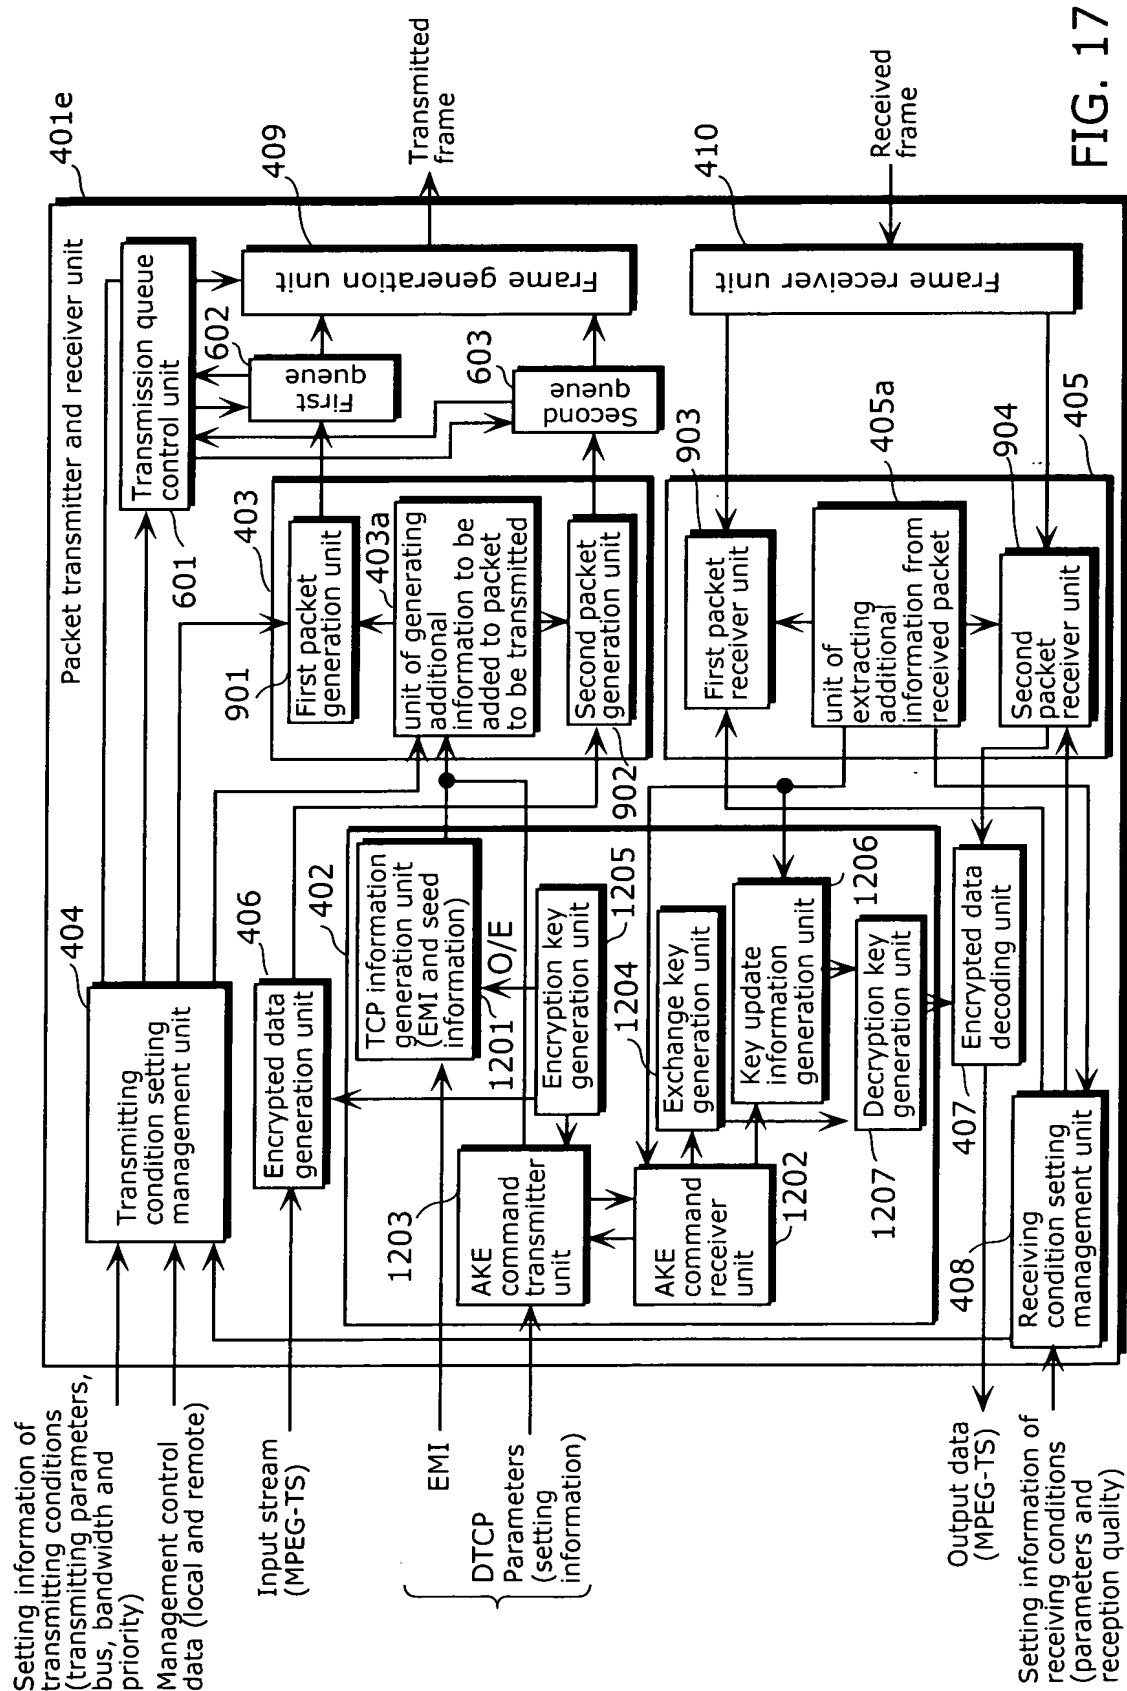 FIG. 17
Packet transmitter and receiver unit
401e
Setting information of
transmitting conditions
(transmitting parameters,
bus, bandwidth and
priority)
Management control
data (local and remote)
404
Transmitting
condition setting
management unit
Transmission queue
control unit
601
Input stream
(MPEG-TS)
406
Encrypted data
generation unit
901
First packet
generation unit
403
403a
unit of generating
additional
information to be
added to packet
to be transmitted
Second packet
generation unit
902
602
First
queue
603
Second
queue
409
Frame generation unit
Transmitted
frame
EMI
DTCP
Parameters
(setting
information)
402
TCP information
generation unit
(EMI and seed
information)
1201
O/E
1205
Encryption key
generation unit
1203
AKE
command
transmitter
unit
AKE
command
receiver
unit
1202
1204
Exchange key
generation unit
1206
Key update
information
generation unit
Decryption key
generation unit
1207
903
First packet
receiver unit
405a
unit of
extracting
additional
information from
received packet
904
Second
packet
receiver unit
405
410
Frame receiver unit
Received
frame
407
Encrypted data
decoding unit
Output data
(MPEG-TS)
408
Receiving
condition setting
management unit
Setting information of
receiving conditions
(parameters and
reception quality)